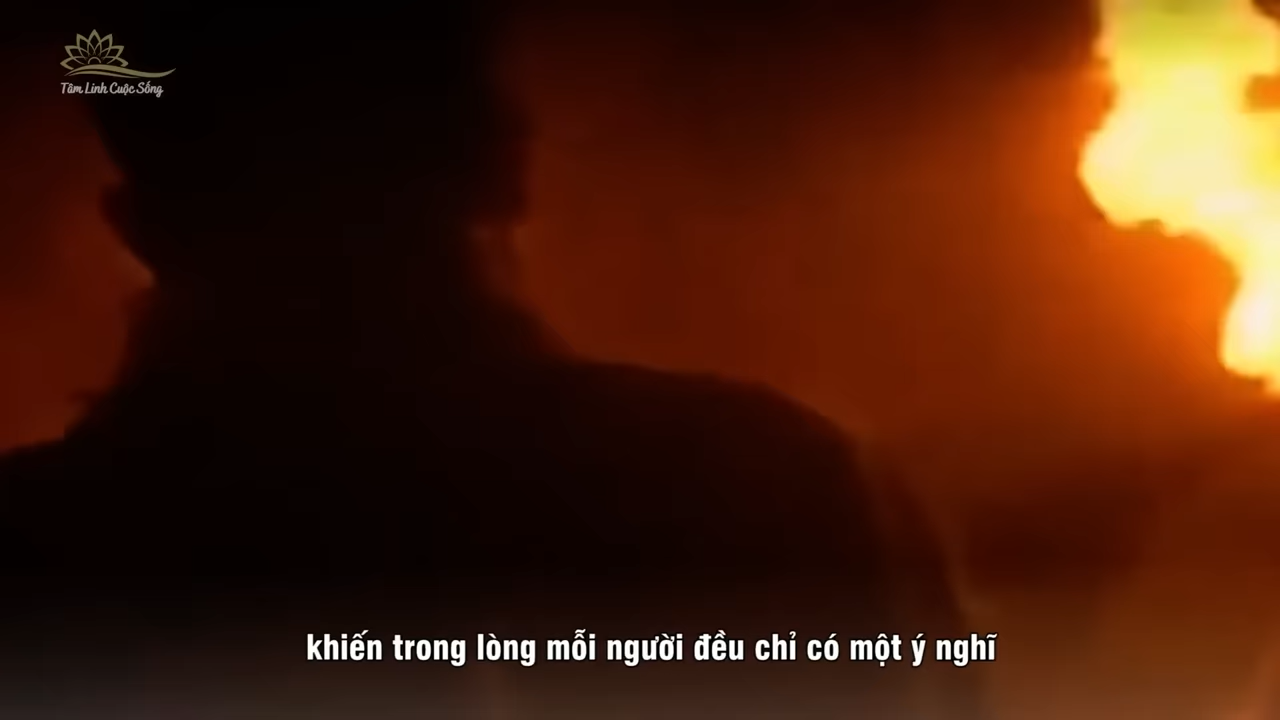 Tâm Linh Cuộc Sống
khiến trong lòng mỗi người đều chỉ có một ý nghĩ